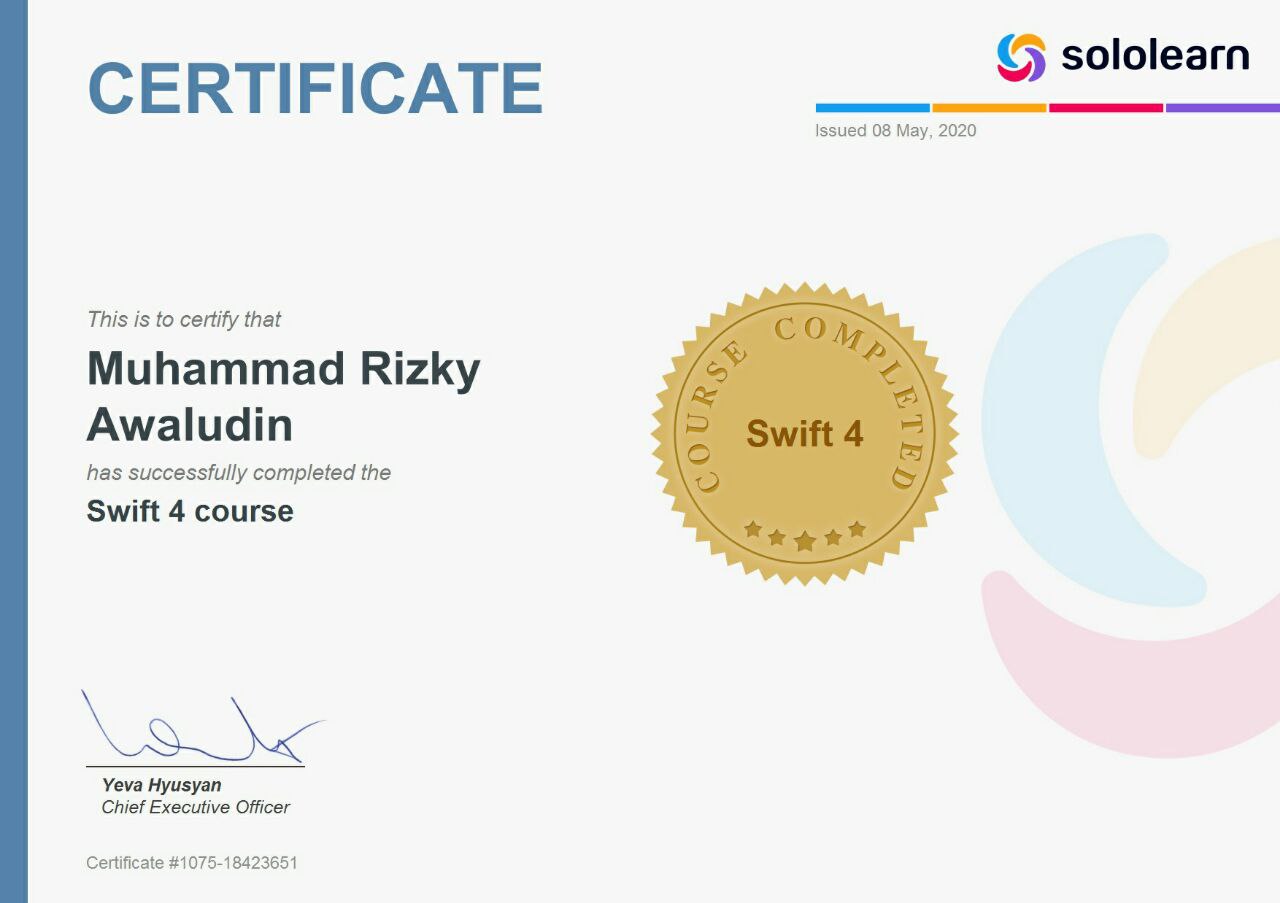 CERTIFICATE
sololearn
Issued 08 May, 2020
This is to certify that
Muhammad Rizky
Awaludin
has successfully completed the
Swift 4 course
COURSE COMPLETED
Swift 4
Yeva Hyusyan
Chief Executive Officer
Certificate #1075-18423651